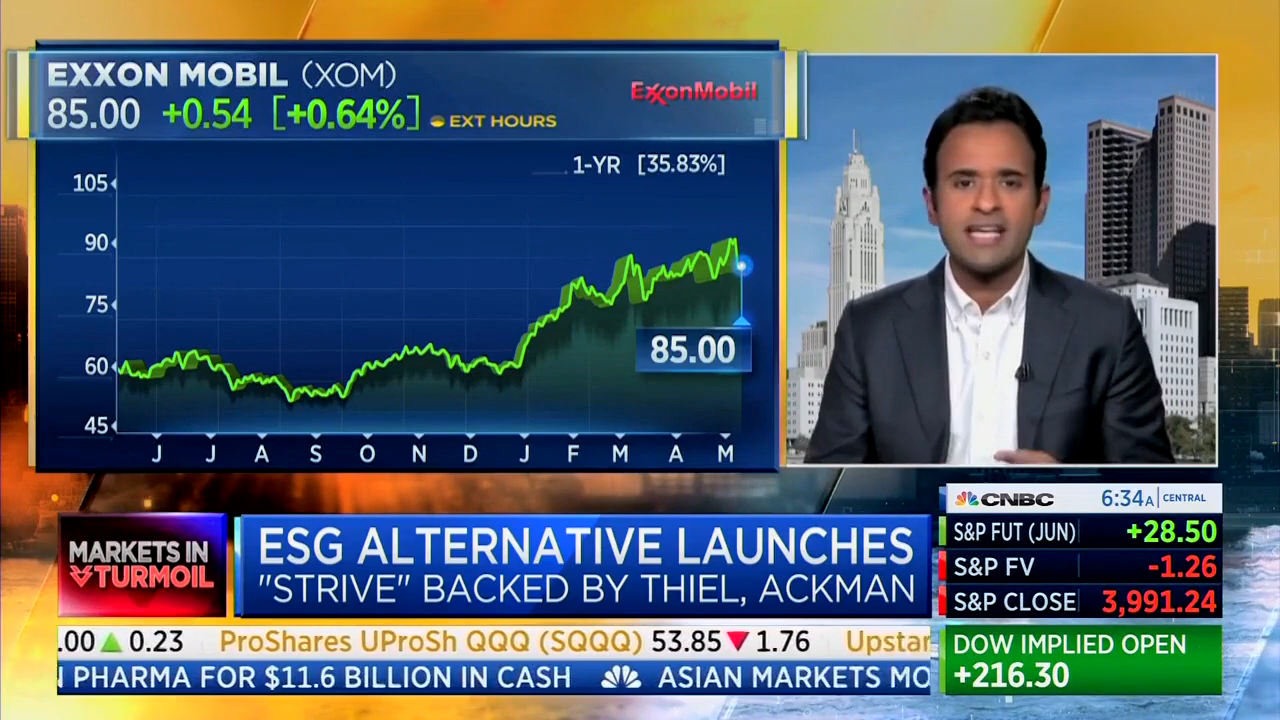 EXXON MOBIL (XOM)
85.00 +0.54 [+0.64%] EXT HOURS
ExxonMobil
1-YR [35.83%]
105
90
75
60
45
85.00
J J A S O N D J F M A M
MARKETS IN
TURMOIL
ESG ALTERNATIVE LAUNCHES
"STRIVE" BACKED BY THIEL, ACKMAN
CNBC 6:34A CENTRAL
S&P FUT (JUN) +28.50
S&P FV -1.26
S&P CLOSE 3,991.24
DOW IMPLIED OPEN
+216.30
.00 ▲ 0.23 ProShares UProSh QQQ (SQQQ) 53.85 ▼ 1.76 Upstar
PHARMA FOR $11.6 BILLION IN CASH ASIAN MARKETS MO